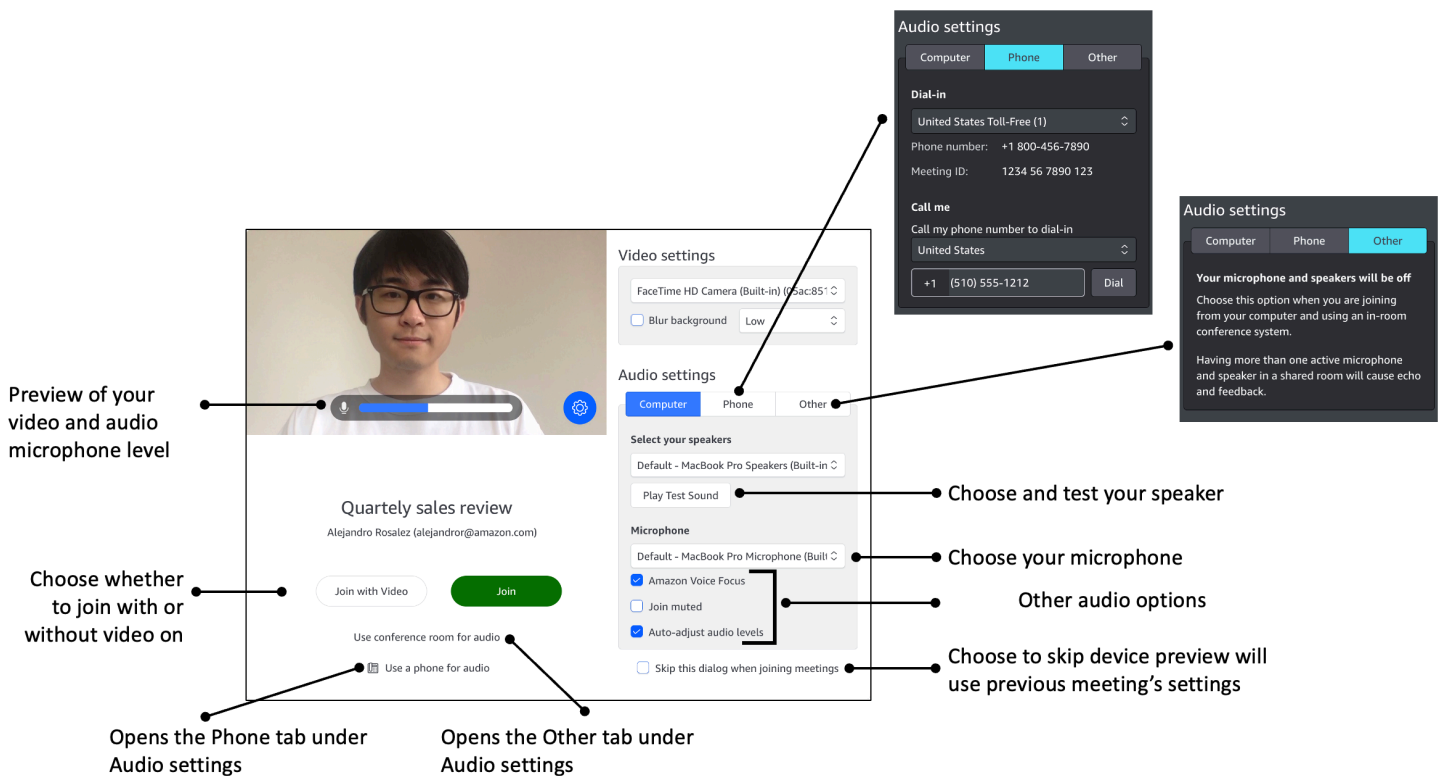 Audio settings
Computer
Phone
Other
Dial-in
United States Toll-Free (1)
Phone number: +1 800-456-7890
Meeting ID: 1234 56 7890 123
Call me
Call my phone number to dial-in
United States
+1 (510) 555-1212
Dial
Audio settings
Computer
Phone
Other
Your microphone and speakers will be off
Choose this option when you are joining
from your computer and using an in-room
conference system.
Having more than one active microphone
and speaker in a shared room will cause echo
and feedback.
Preview of your
video and audio
microphone level
Quartely sales review
Alejandro Rosalez (alejandror@amazon.com)
Choose whether
to join with or
without video on
Join with Video
Join
Use conference room for audio
Use a phone for audio
Opens the Phone tab under
Audio settings
Opens the Other tab under
Audio settings
Video settings
FaceTime HD Camera (Built-in) (05ac:851
Blur background
Low
Audio settings
Computer
Phone
Other
Select your speakers
Default - MacBook Pro Speakers (Built-in
Play Test Sound
Choose and test your speaker
Microphone
Default - MacBook Pro Microphone (Built
Choose your microphone
Amazon Voice Focus
Join muted
Auto-adjust audio levels
Other audio options
Skip this dialog when joining meetings
Choose to skip device preview will
use previous meeting’s settings